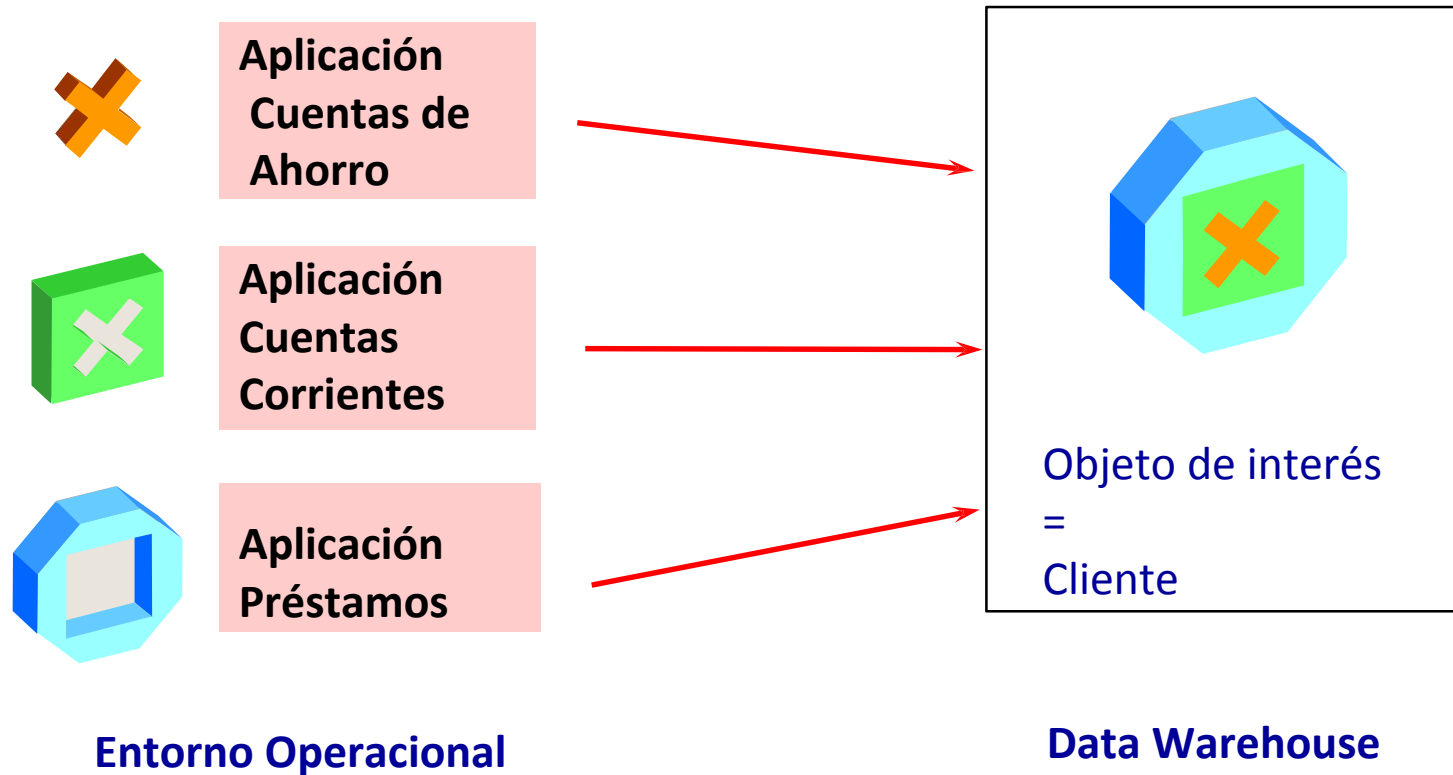 Aplicación
Cuentas de
Ahorro
Aplicación
Cuentas
Corrientes
Aplicación
Préstamos
Entorno Operacional
Objeto de interés
=
Cliente
Data Warehouse